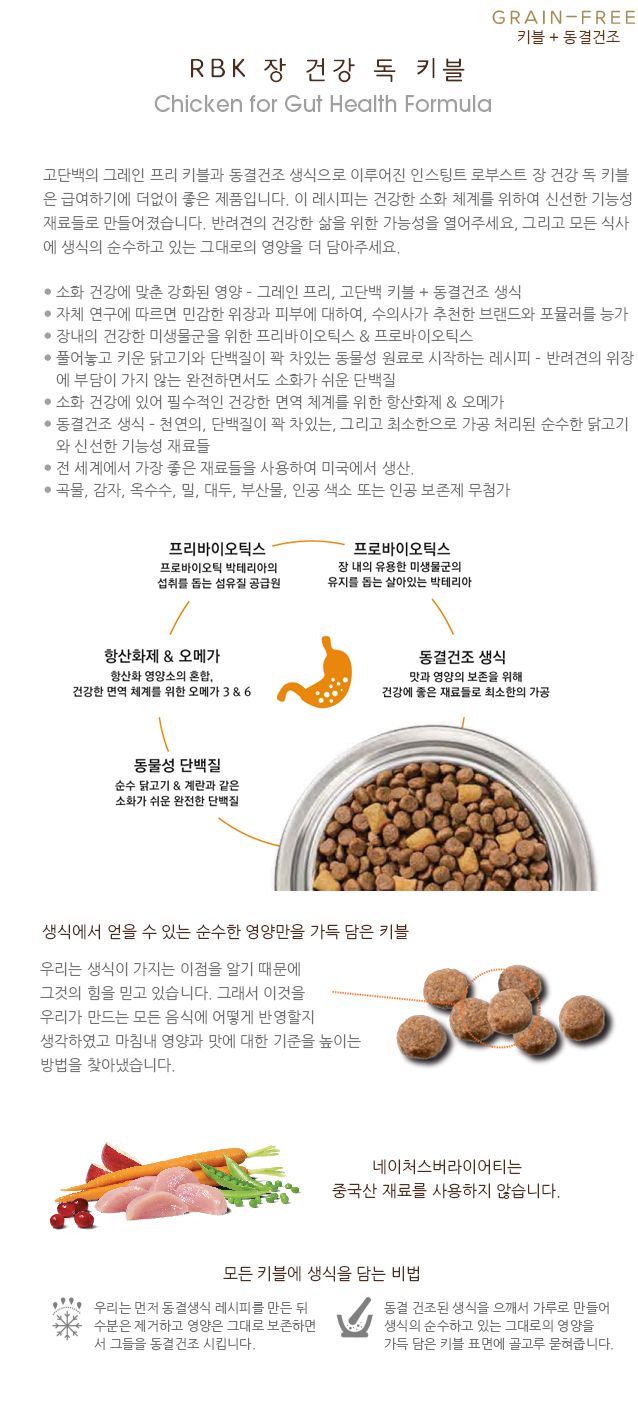 GRAIN-FREE
키블 + 동결건조
RBK 장 건강 독 키블
Chicken for Gut Health Formula
고단백의 그레인 프리 키블과 동결건조 생식으로 이루어진 인스팅트 로부스트 장 건강 독 키블
은 급여하기에 더없이 좋은 제품입니다. 이 레시피는 건강한 소화 체계를 위하여 신선한 기능성
재료들로 만들어졌습니다. 반려견의 건강한 삶을 위한 가능성을 열어주세요, 그리고 모든 식사
에 생식의 순수하고 있는 그대로의 영양을 더 담아주세요.
● 소화 건강에 맞춘 강화된 영양 - 그레인 프리, 고단백 키블 + 동결건조 생식
● 자체 연구에 따르면 민감한 위장과 피부에 대하여, 수의사가 추천한 브랜드와 포뮬러를 능가
● 장내의 건강한 미생물군을 위한 프리바이오틱스 & 프로바이오틱스
● 풀어놓고 키운 닭고기와 단백질이 꽉 차있는 동물성 원료로 시작하는 레시피 - 반려견의 위장
에 부담이 가지 않는 완전하면서도 소화가 쉬운 단백질
● 소화 건강에 있어 필수적인 건강한 면역 체계를 위한 항산화제 & 오메가
● 동결건조 생식 - 천연의, 단백질이 꽉 차있는, 그리고 최소한으로 가공 처리된 순수한 닭고기
와 신선한 기능성 재료들
● 전 세계에서 가장 좋은 재료들을 사용하여 미국에서 생산.
● 곡물, 감자, 옥수수, 밀, 대두, 부산물, 인공 색소 또는 인공 보존제 무첨가
프리바이오틱스
프로바이오틱 박테리아의
섭취를 돕는 섬유질 공급원
프로바이오틱스
장 내의 유용한 미생물군의
유지를 돕는 살아있는 박테리아
항산화제 & 오메가
항산화 영양소의 혼합,
건강한 면역 체계를 위한 오메가 3 & 6
동결건조 생식
맛과 영양의 보존을 위해
건강에 좋은 재료들로 최소한의 가공
동물성 단백질
순수 닭고기 & 계란과 같은
소화가 쉬운 완전한 단백질
생식에서 얻을 수 있는 순수한 영양만을 가득 담은 키블
우리는 생식이 가지는 이점을 알기 때문에
그것의 힘을 믿고 있습니다. 그래서 이것을
우리가 만드는 모든 음식에 어떻게 반영할지
생각하였고 마침내 영양과 맛에 대한 기준을 높이는
방법을 찾아냈습니다.
네이처스버라이어티는
중국산 재료를 사용하지 않습니다.
모든 키블에 생식을 담는 비법
우리는 먼저 동결생식 레시피를 만든 뒤
수분은 제거하고 영양은 그대로 보존하면
서 그들을 동결건조 시킵니다.
동결 건조된 생식을 으깨서 가루로 만들어
생식의 순수하고 있는 그대로의 영양을
가득 담은 키블 표면에 골고루 묻혀줍니다.